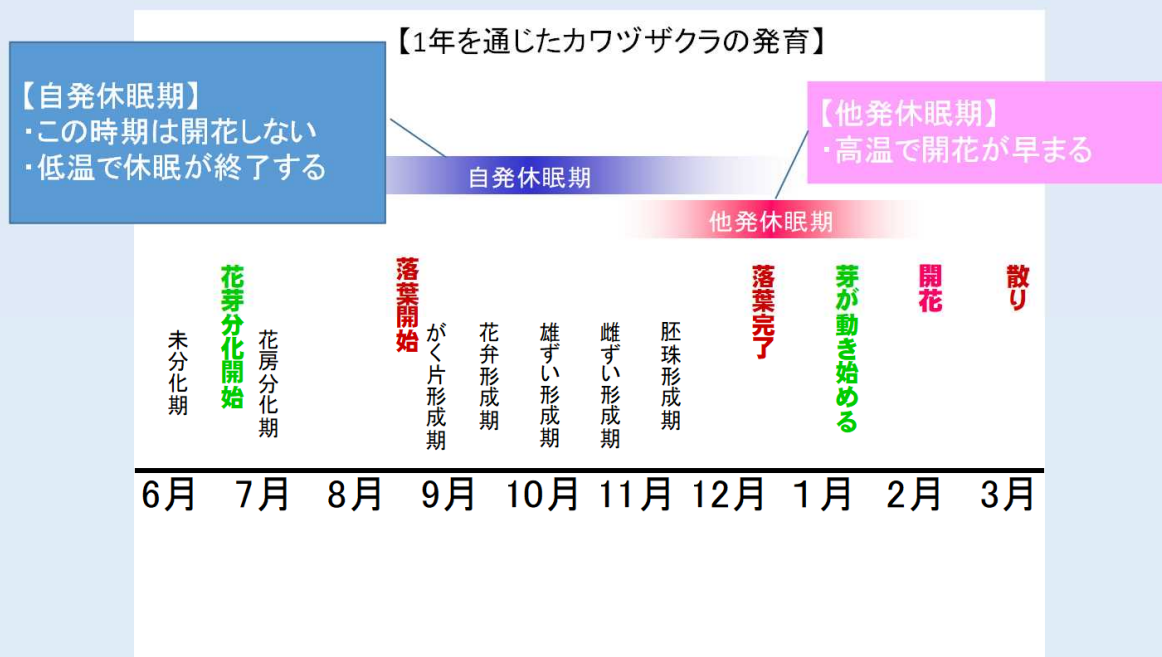 【1年を通じたカワヅザクラの発育】
【自発休眠期】
・この時期は開花しない
・低温で休眠が終了する
【他発休眠期】
・高温で開花が早まる
自発休眠期
他発休眠期
未分化期
花芽分化開始
花房分化期
落葉開始
がく片形成期
花弁形成期
雄ずい形成期
雌ずい形成期
胚珠形成期
落葉完了
芽が動き始める
開花
散り
6月 7月 8月 9月 10月 11月 12月 1月 2月 3月